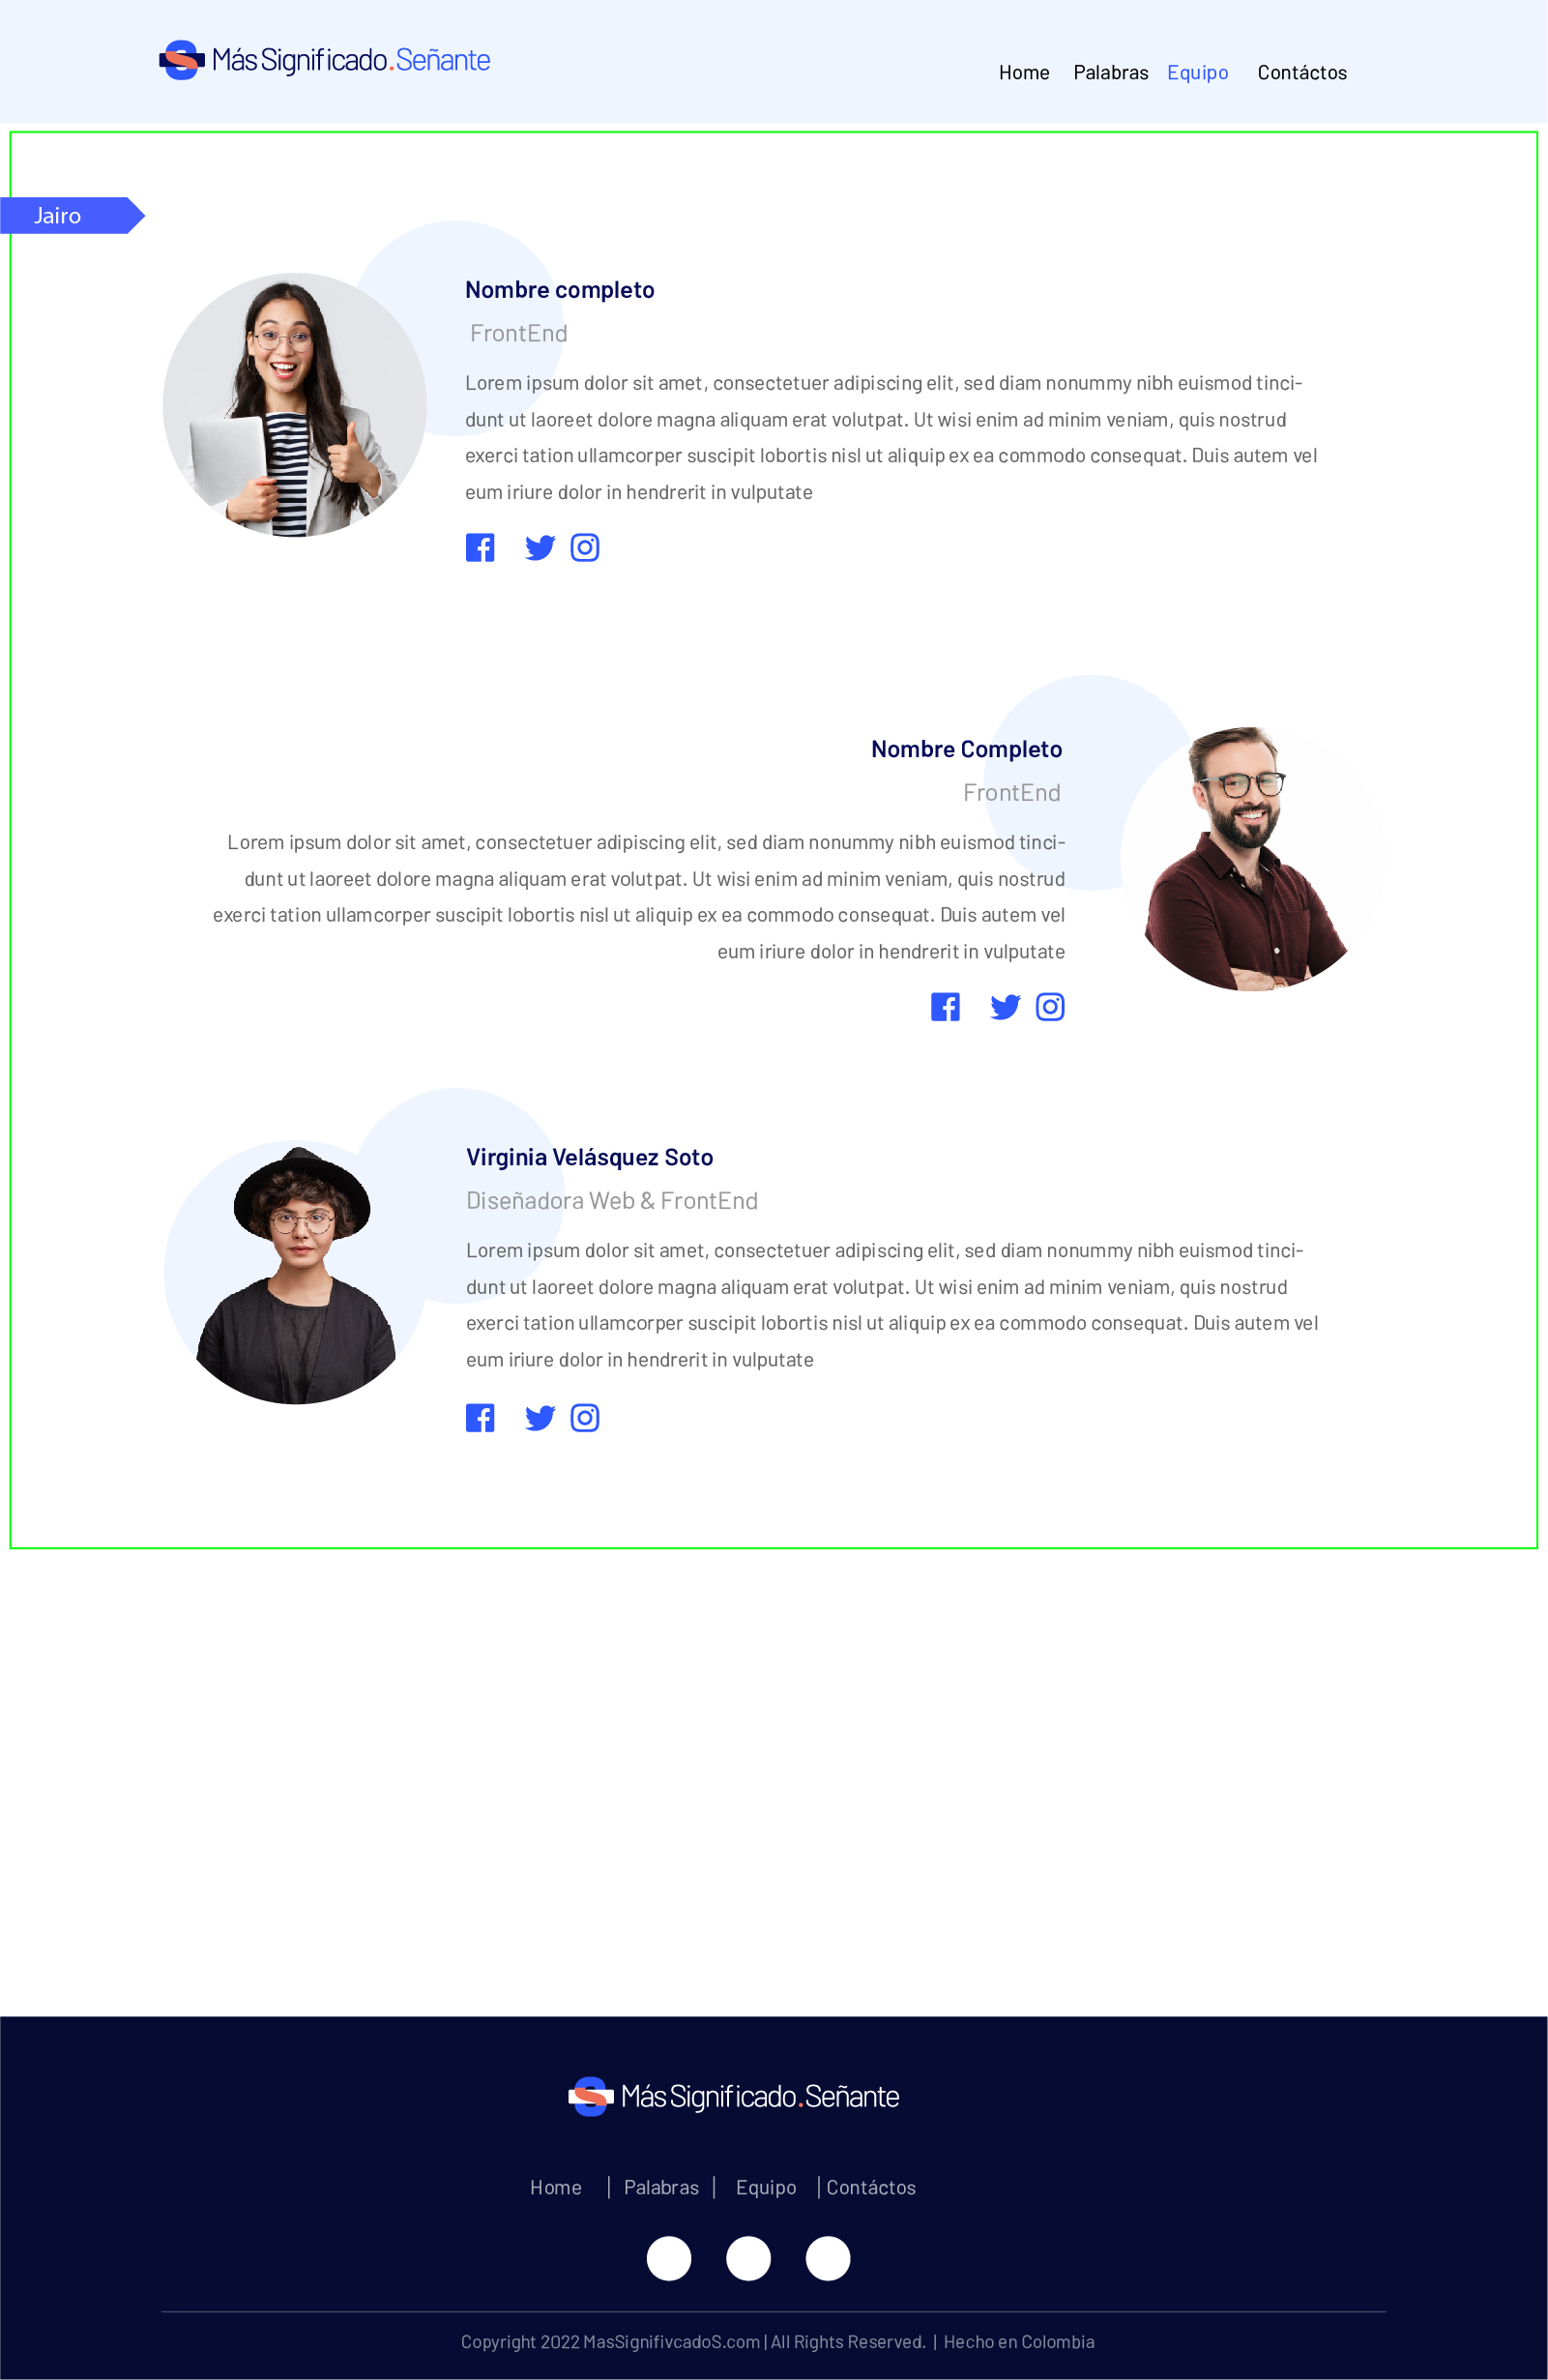 Más Significado.Señante
Home Palabras Equipo Contáctos
Jairo
Nombre completo
FrontEnd
Lorem ipsum dolor sit amet, consectetuer adipiscing elit, sed diam nonummy nibh euismod tinci-
dunt ut laoreet dolore magna aliquam erat volutpat. Ut wisi enim ad minim veniam, quis nostrud
exerci tation ullamcorper suscipit lobortis nisl ut aliquip ex ea commodo consequat. Duis autem vel
eum iriure dolor in hendrerit in vulputate
Nombre Completo
FrontEnd
Lorem ipsum dolor sit amet, consectetuer adipiscing elit, sed diam nonummy nibh euismod tinci-
dunt ut laoreet dolore magna aliquam erat volutpat. Ut wisi enim ad minim veniam, quis nostrud
exerci tation ullamcorper suscipit lobortis nisl ut aliquip ex ea commodo consequat. Duis autem vel
eum iriure dolor in hendrerit in vulputate
Virginia Velásquez Soto
Diseñadora Web & FrontEnd
Lorem ipsum dolor sit amet, consectetuer adipiscing elit, sed diam nonummy nibh euismod tinci-
dunt ut laoreet dolore magna aliquam erat volutpat. Ut wisi enim ad minim veniam, quis nostrud
exerci tation ullamcorper suscipit lobortis nisl ut aliquip ex ea commodo consequat. Duis autem vel
eum iriure dolor in hendrerit in vulputate
Más Significado.Señante
Home | Palabras | Equipo | Contáctos
Copyright 2022 MasSignifivcadoS.com | All Rights Reserved. | Hecho en Colombia